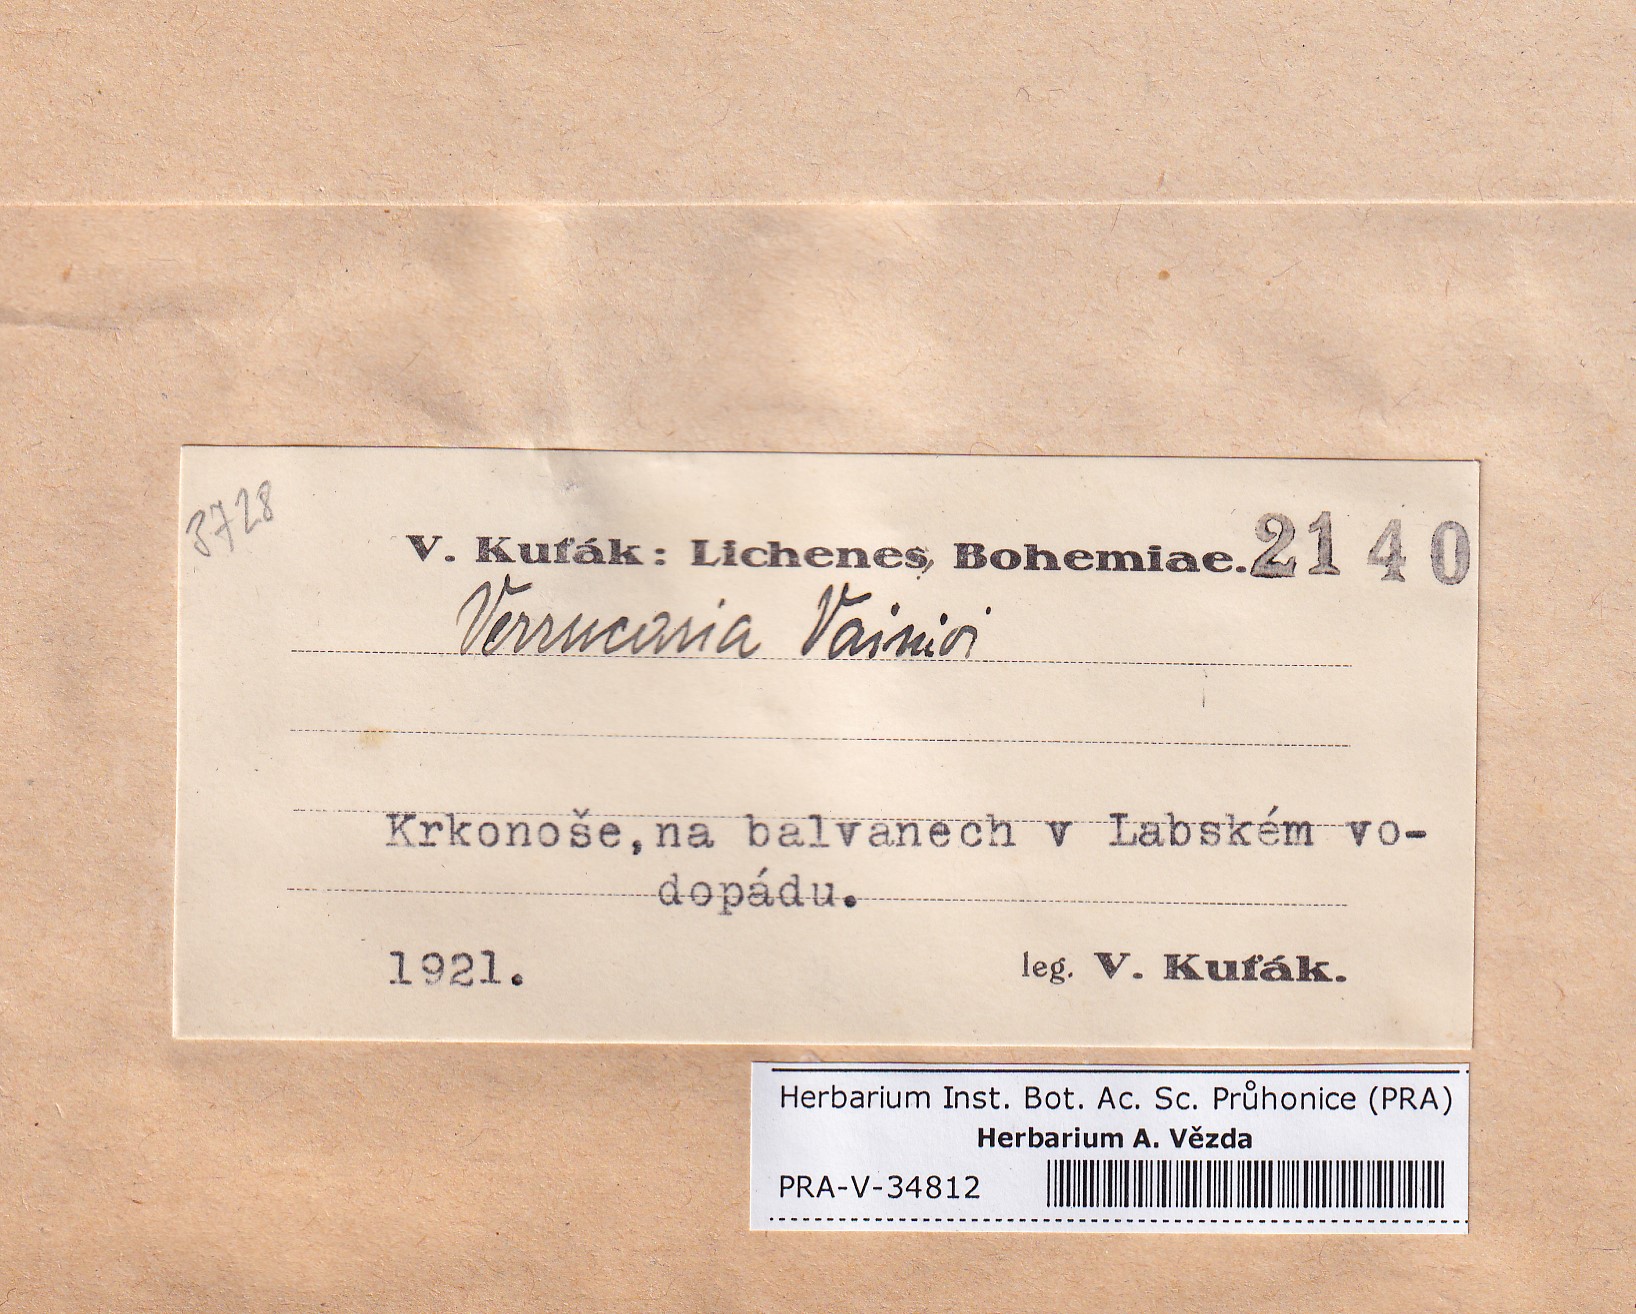 3728
V. Kuťák: Lichenes Bohemiae. 2140
Verrucaria Vainioi
Krkonoše, na balvanech v Labském vo-
dopádu.
1921.
leg. V. Kuťák.
Herbarium Inst. Bot. Ac. Sc. Průhonice (PRA)
Herbarium A. Vězda
PRA-V-34812